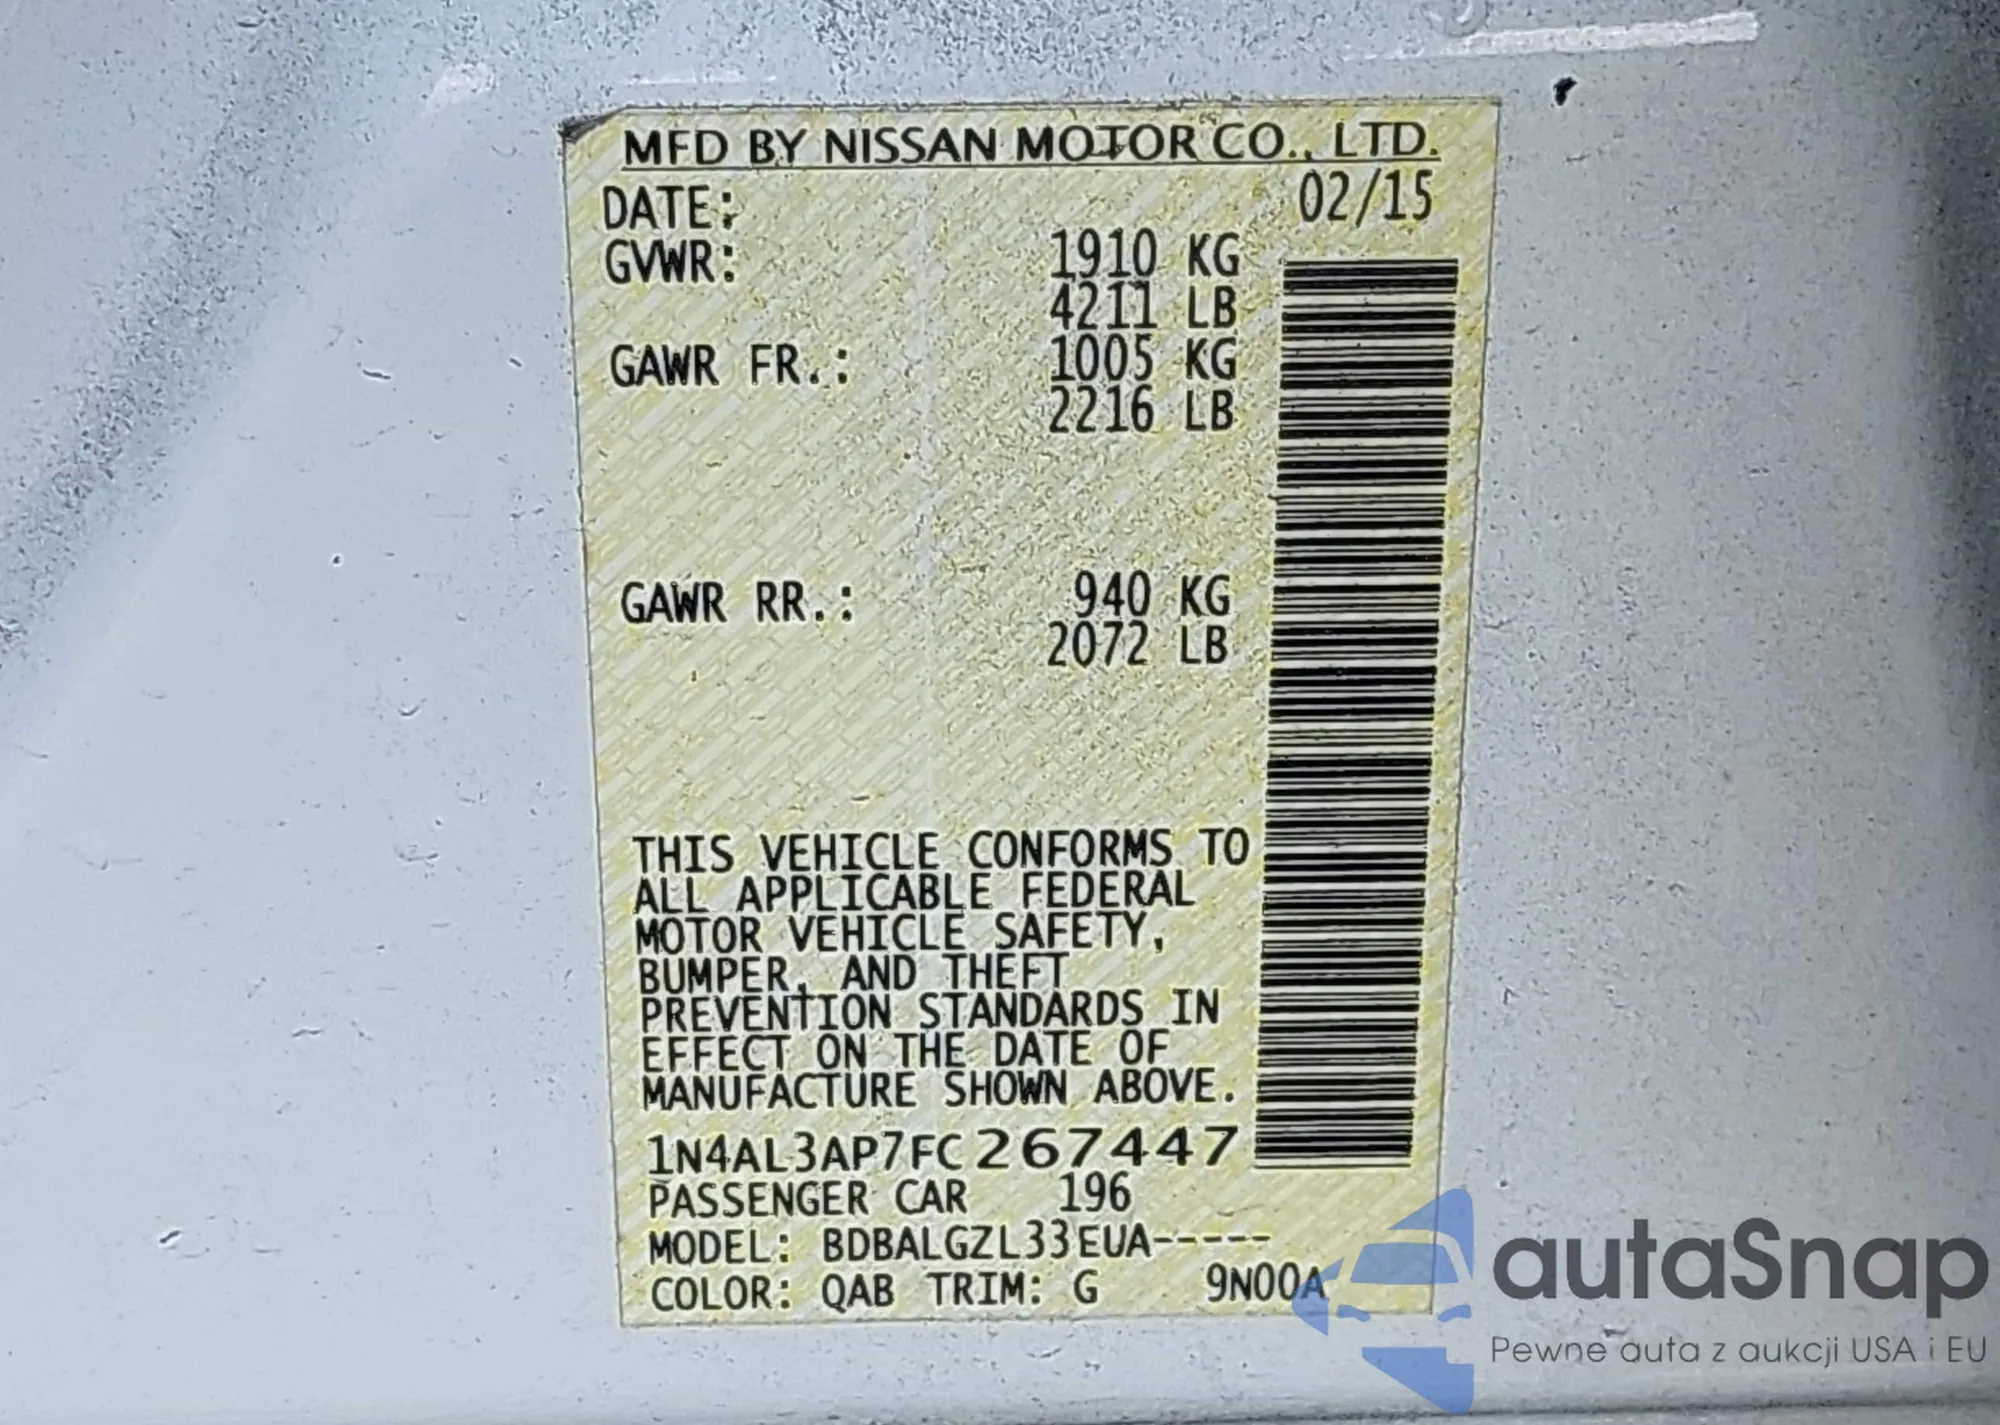 MFD BY NISSAN MOTOR CO., LTD.
DATE: 02/15
GVWR: 1910 KG
4211 LB
GAWR FR.: 1005 KG
2216 LB
GAWR RR.: 940 KG
2072 LB
THIS VEHICLE CONFORMS TO
ALL APPLICABLE FEDERAL
MOTOR VEHICLE SAFETY,
BUMPER, AND THEFT
PREVENTION STANDARDS IN
EFFECT ON THE DATE OF
MANUFACTURE SHOWN ABOVE.
1N4AL3AP7FC267447
PASSENGER CAR 196
MODEL: BDBALGZL33EUA-----
COLOR: QAB TRIM: G 9N00A
autaSnap
Pewne auta z aukcji USA i EU